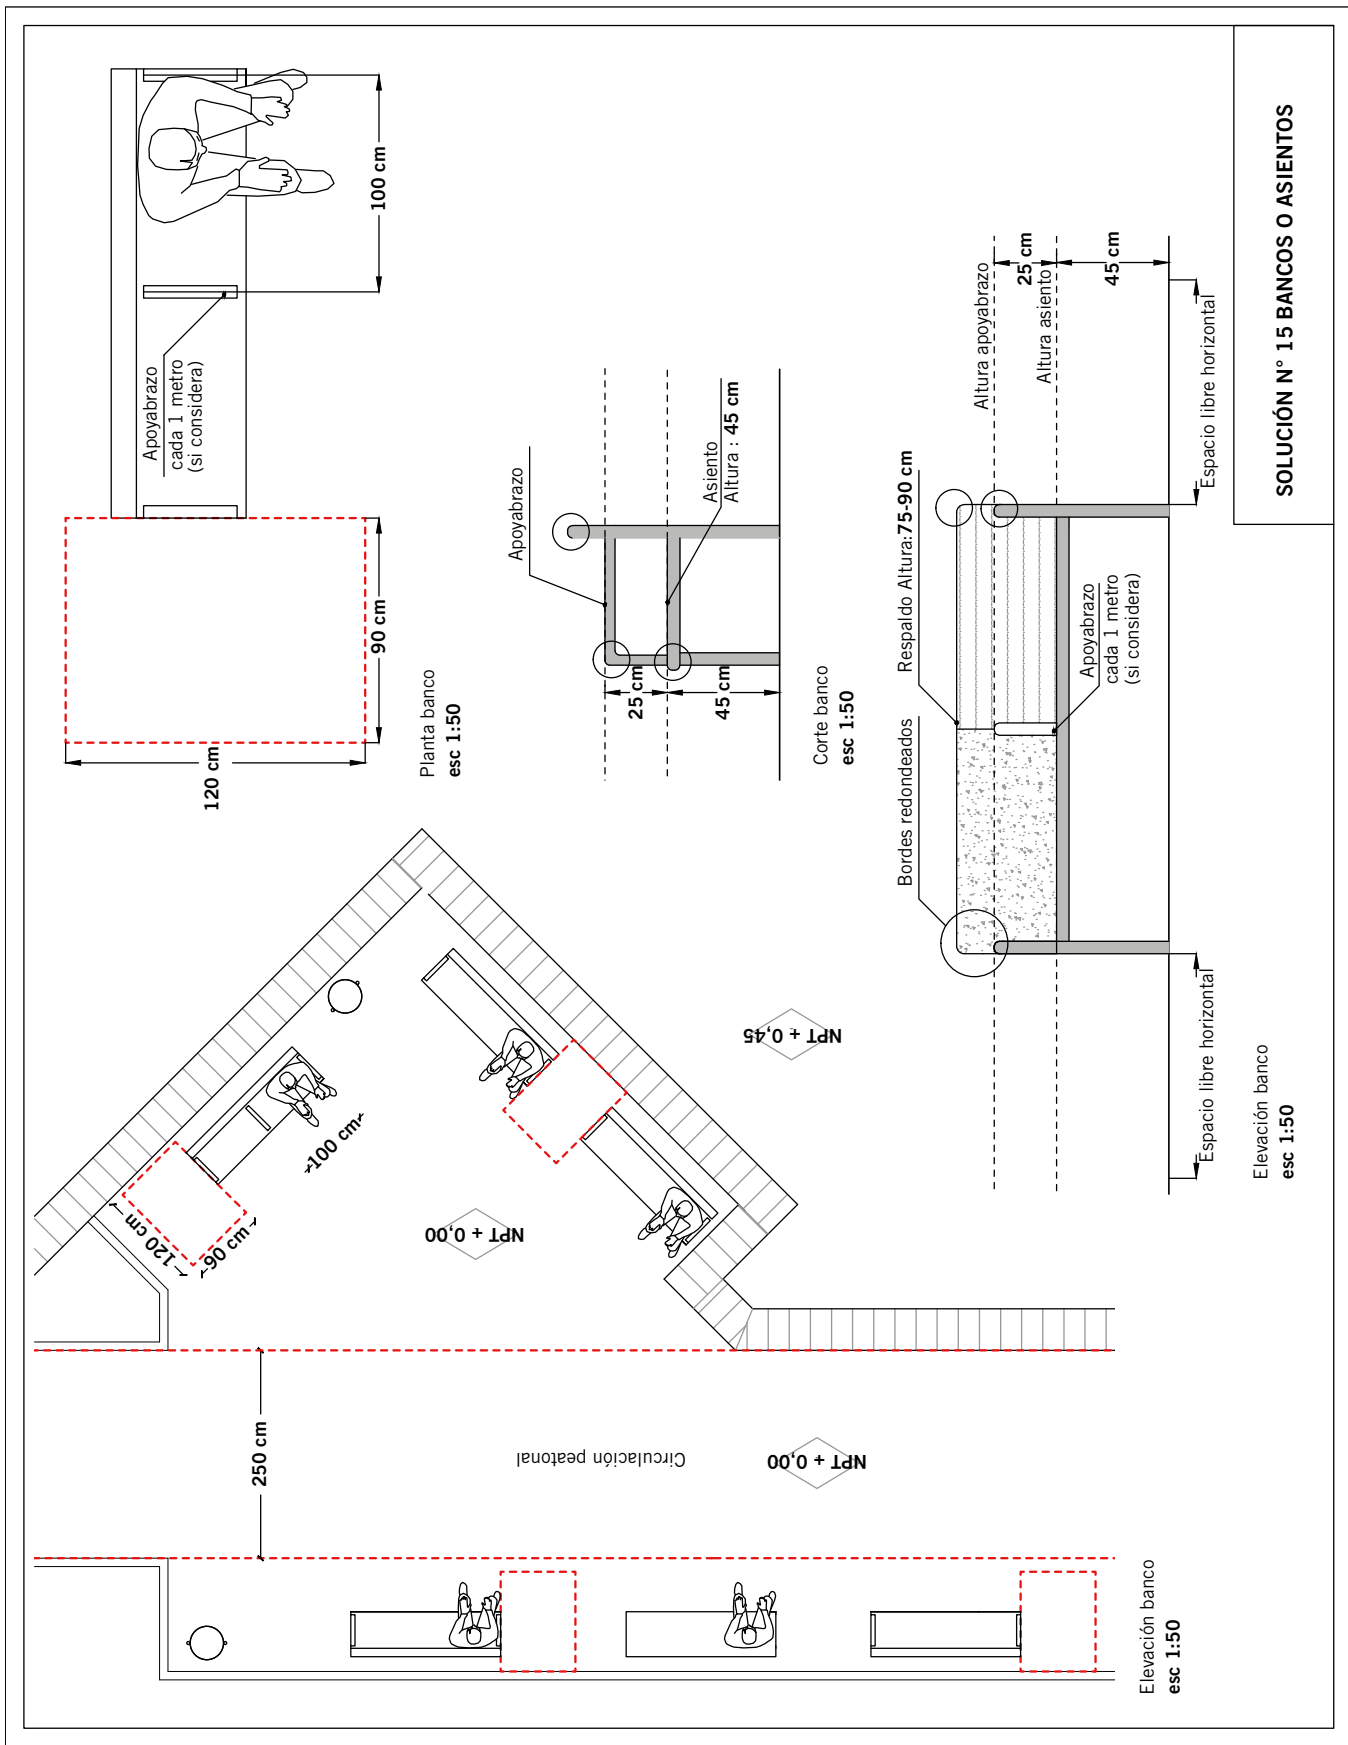 SOLUCIÓN N° 15 BANCOS O ASIENTOS
250 cm
Circulación peatonal
NPT + 0,00
Elevación banco
esc 1:50
120 cm
90 cm
100 cm
NPT + 0,00
NPT + 0,45
120 cm
90 cm
Apoyabrazo
cada 1 metro
(si considera)
100 cm
Planta banco
esc 1:50
Apoyabrazo
Asiento
Altura : 45 cm
25 cm
45 cm
Corte banco
esc 1:50
Bordes redondeados
Respaldo Altura:75-90 cm
Altura apoyabrazo
Altura asiento
25 cm
45 cm
Apoyabrazo
cada 1 metro
(si considera)
Espacio libre horizontal
Espacio libre horizontal
Elevación banco
esc 1:50